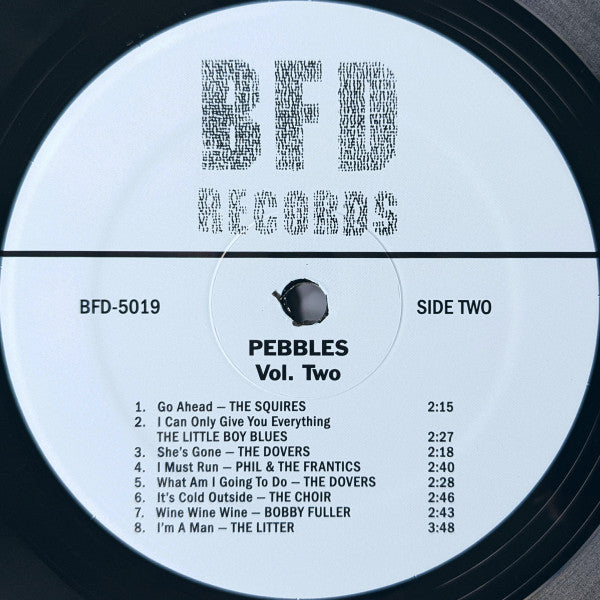 BFD
RECORDS
BFD-5019
SIDE TWO
PEBBLES
Vol. Two
1. Go Ahead — THE SQUIRES 2:15
2. I Can Only Give You Everything
THE LITTLE BOY BLUES 2:27
3. She's Gone — THE DOVERS 2:18
4. I Must Run — PHIL & THE FRANTICS 2:40
5. What Am I Going To Do — THE DOVERS 2:28
6. It's Cold Outside — THE CHOIR 2:46
7. Wine Wine Wine — BOBBY FULLER 2:43
8. I'm A Man — THE LITTER 3:48